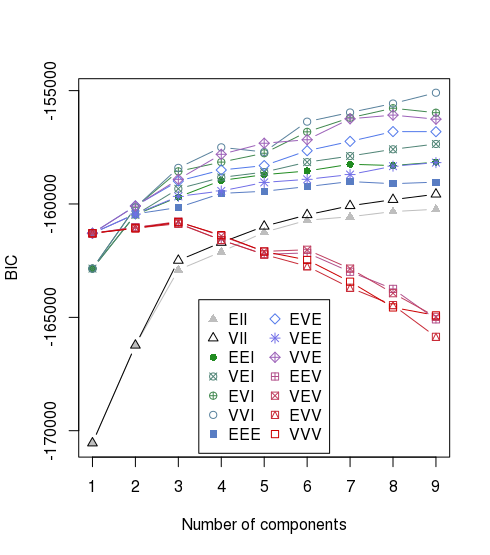 -155000
-160000
-165000
-170000
BIC
EII EVE
VII VEE
EEI VVE
VEI EEV
EVI VEV
VVI EVV
EEE VVV
1 2 3 4 5 6 7 8 9
Number of components